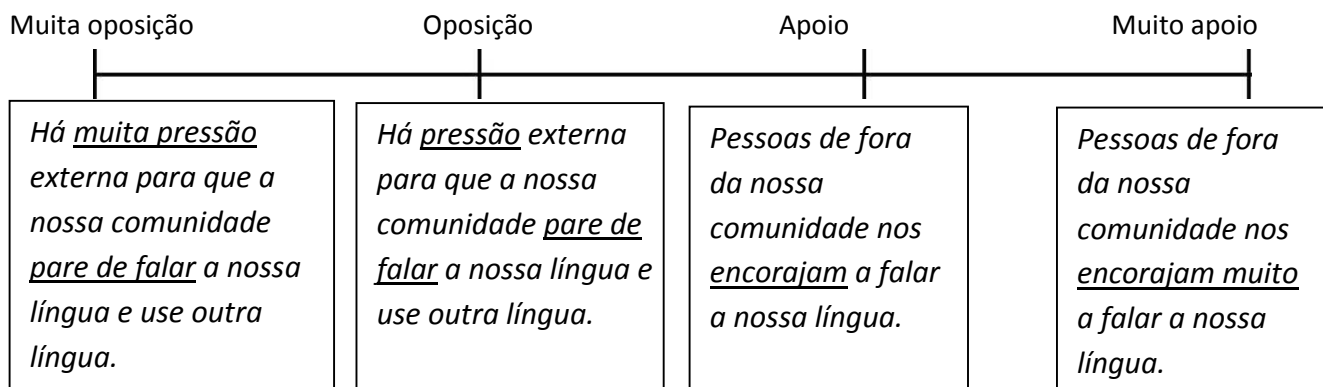 Muita oposição
Oposição
Apoio
Muito apoio
Há muita pressão
externa para que a
nossa comunidade
pare de falar a nossa
língua e use outra
língua.
Há pressão externa
para que a nossa
comunidade pare de
falar a nossa língua e
use outra língua.
Pessoas de fora
da nossa
comunidade nos
encorajam a falar
a nossa língua.
Pessoas de fora
da nossa
comunidade nos
encorajam muito
a falar a nossa
língua.